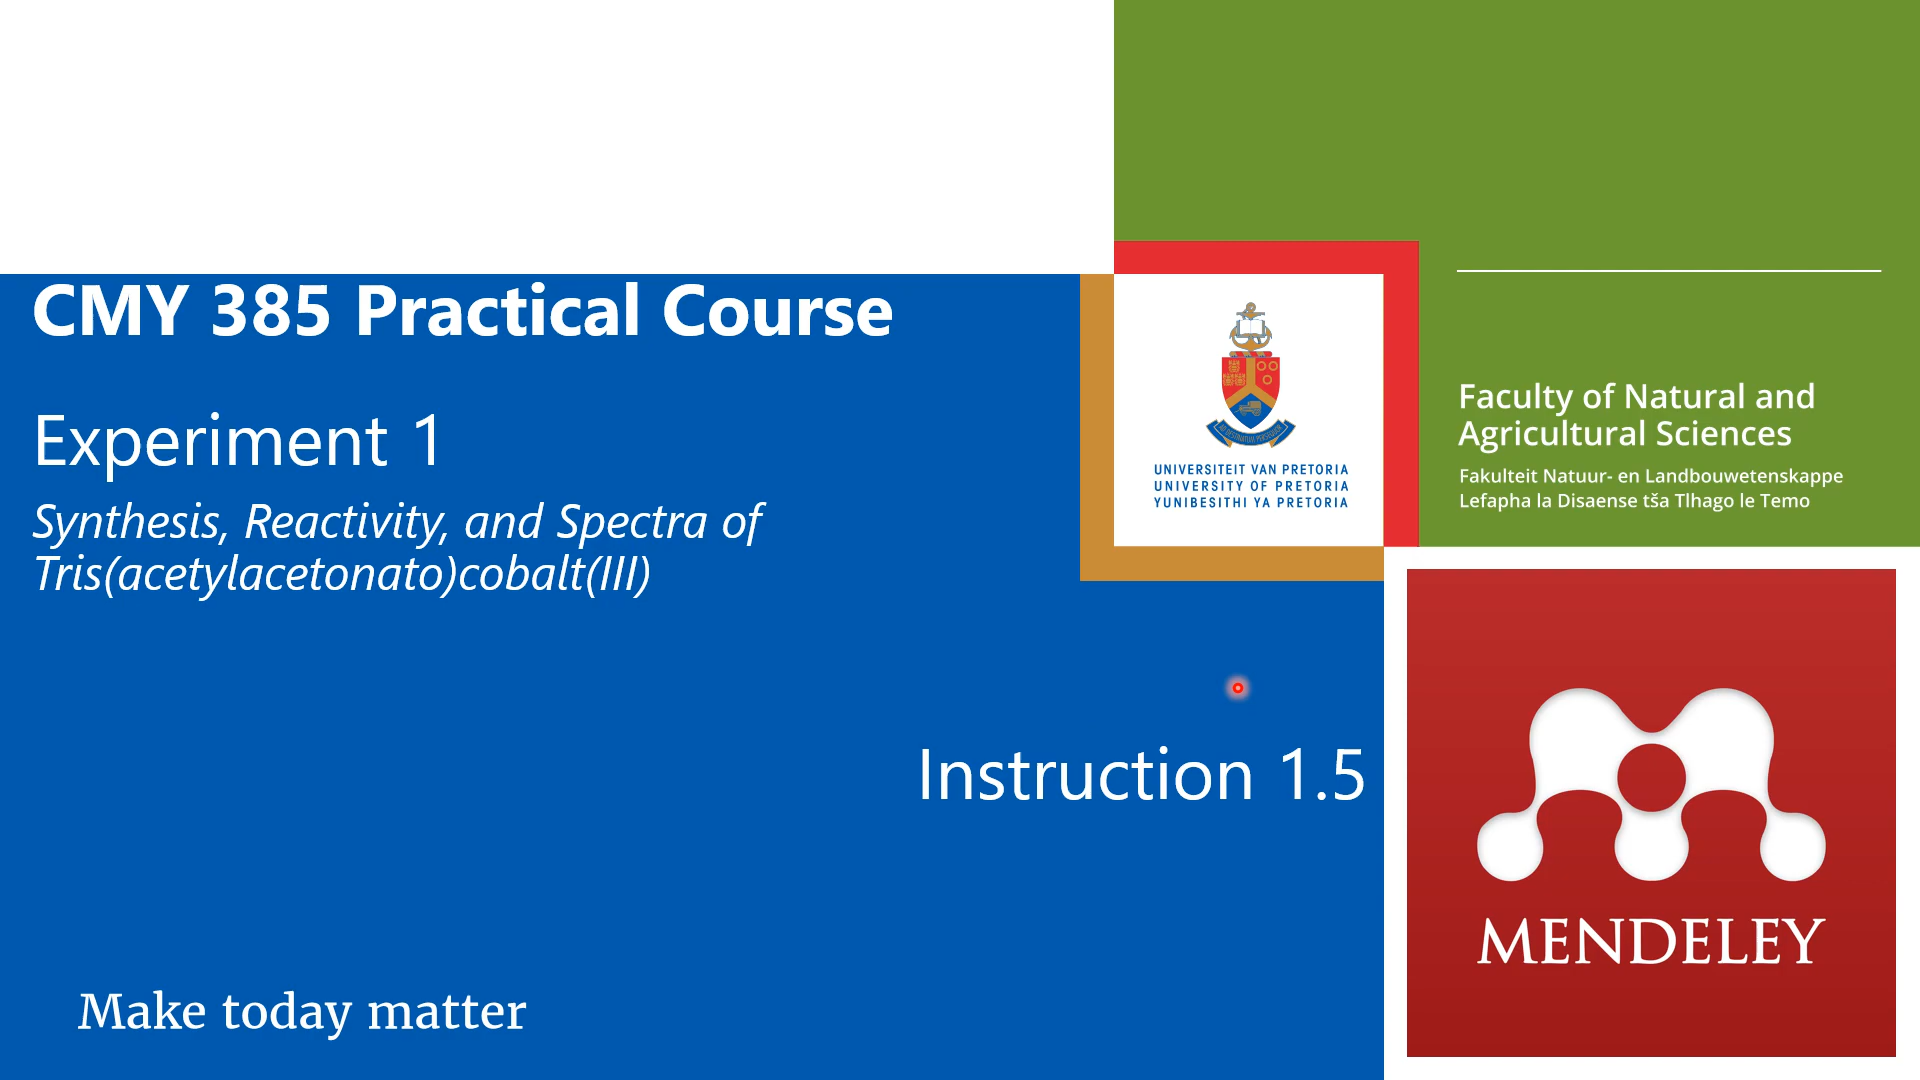 CMY 385 Practical Course
Experiment 1
Synthesis, Reactivity, and Spectra of
Tris(acetylacetonato)cobalt(III)
Instruction 1.5
Make today matter
UNIVERSITEIT VAN PRETORIA
UNIVERSITY OF PRETORIA
YUNIBESITHI YA PRETORIA
Faculty of Natural and
Agricultural Sciences
Fakulteit Natuur- en Landbouwetenskappe
Lefapha la Disaense tša Tlhago le Temo
MENDELEY